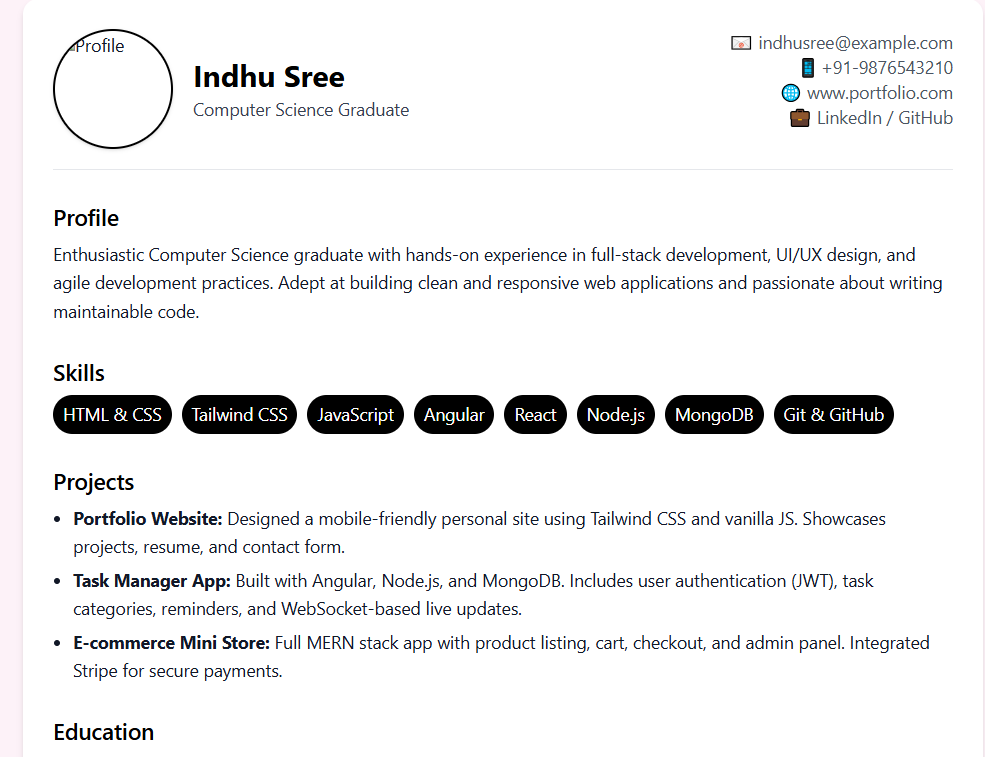 Profile
Indhu Sree
Computer Science Graduate
indhusree@example.com
+91-9876543210
www.portfolio.com
LinkedIn / GitHub
Profile
Enthusiastic Computer Science graduate with hands-on experience in full-stack development, UI/UX design, and
agile development practices. Adept at building clean and responsive web applications and passionate about writing
maintainable code.
Skills
HTML & CSS Tailwind CSS JavaScript Angular React Node.js MongoDB Git & GitHub
Projects
• Portfolio Website: Designed a mobile-friendly personal site using Tailwind CSS and vanilla JS. Showcases
projects, resume, and contact form.
• Task Manager App: Built with Angular, Node.js, and MongoDB. Includes user authentication (JWT), task
categories, reminders, and WebSocket-based live updates.
• E-commerce Mini Store: Full MERN stack app with product listing, cart, checkout, and admin panel. Integrated
Stripe for secure payments.
Education